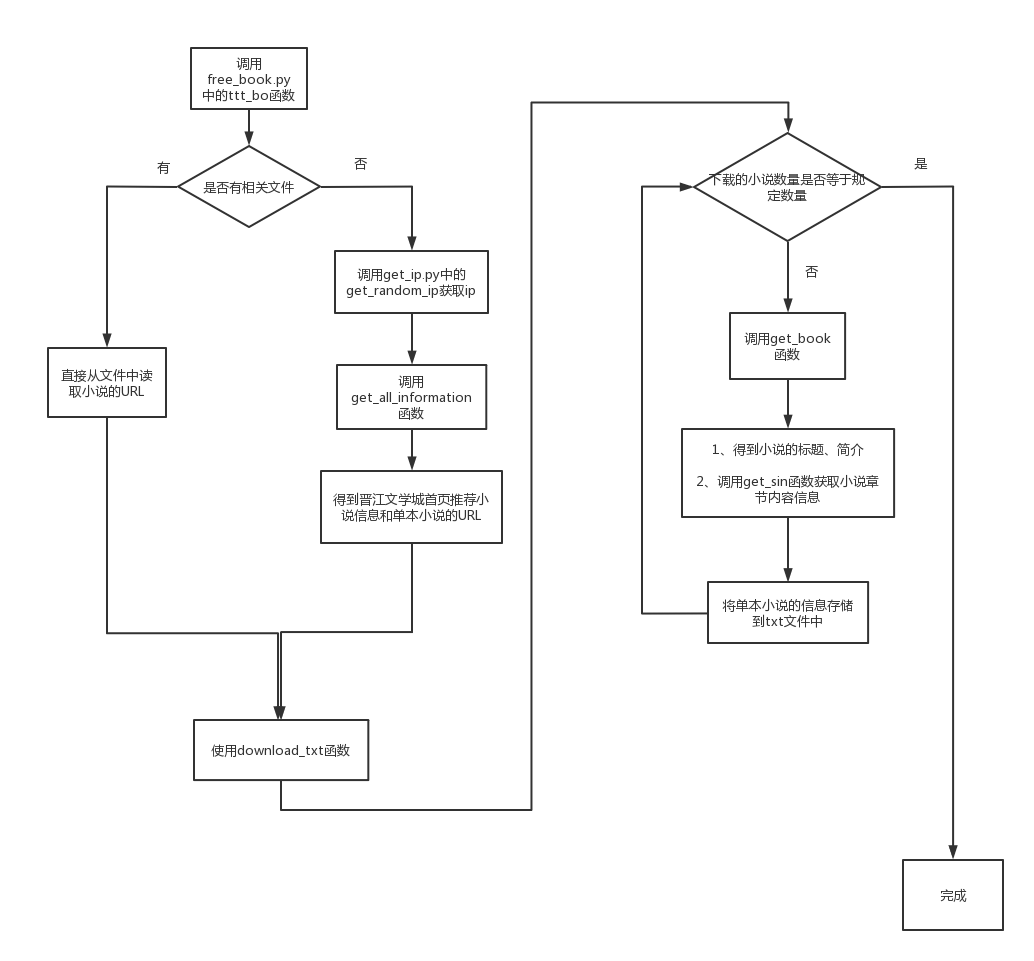 调用
free_book.py
中的ttt_bo函数
有
否
是否有相关文件
调用get_ip.py中的
get_random_ip获取ip
直接从文件中读
取小说的URL
调用
get_all_information
函数
得到晋江文学城首页推荐小
说信息和单本小说的URL
使用download_txt函数
下载的小说数量是否等于规
定数量
是
否
调用get_book
函数
1、得到小说的标题、简介
2、调用get_sin函数获取小说章
节内容信息
将单本小说的信息存储
到txt文件中
完成